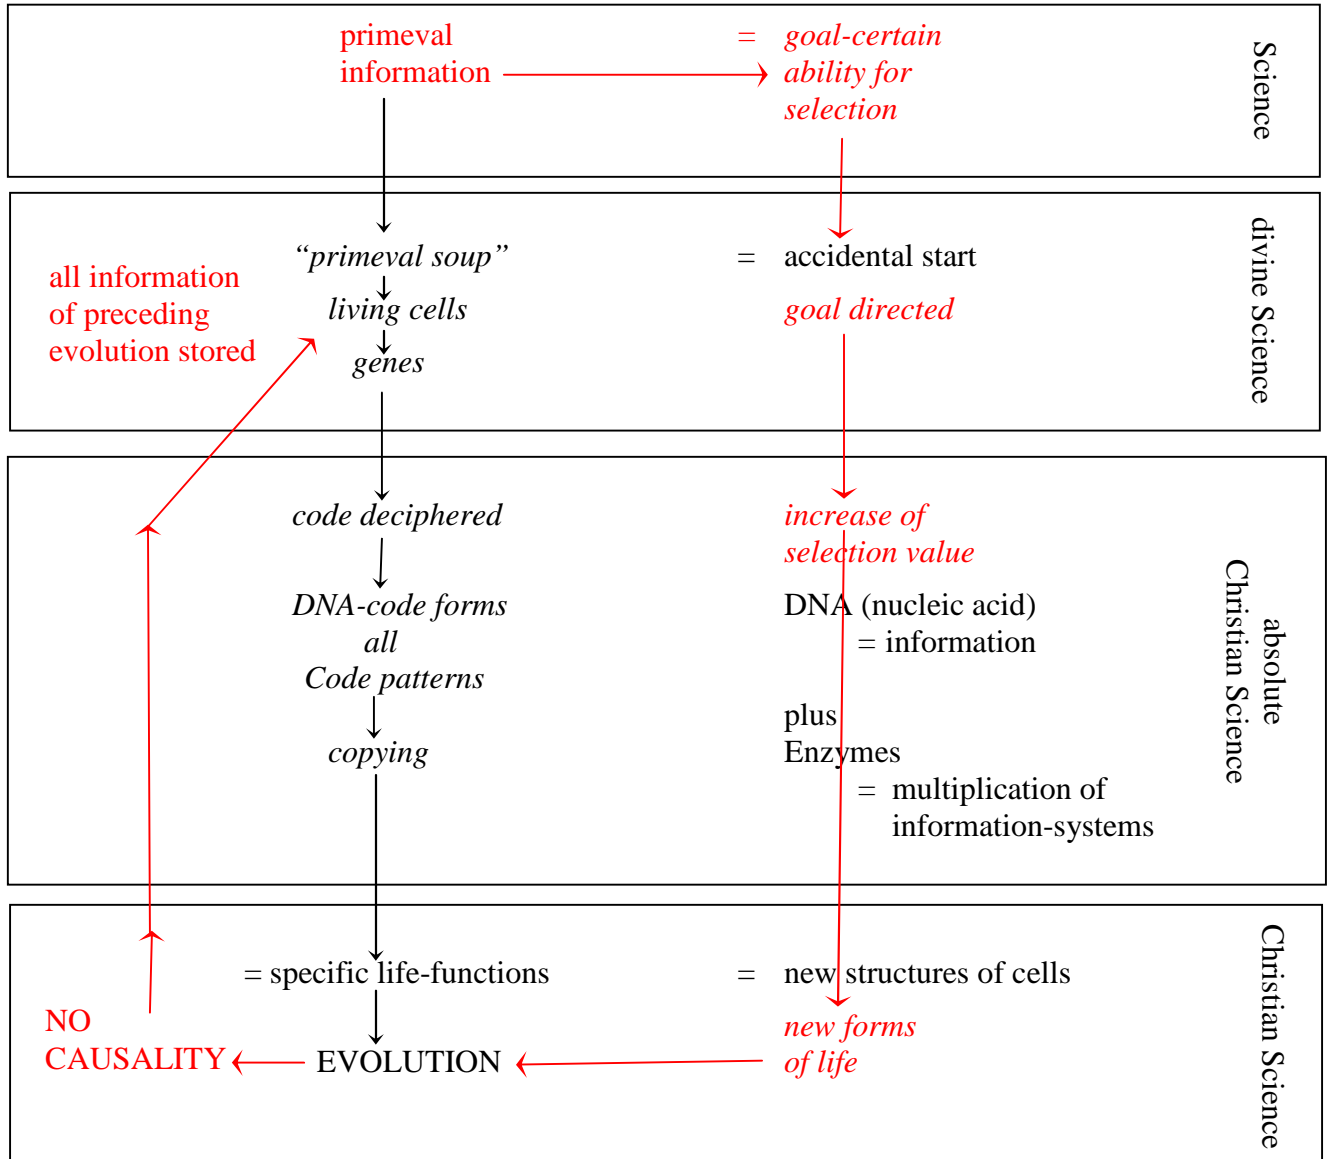 primeval
information
= goal-certain
ability for
selection
Science
"primeval soup"
= accidental start
all information
of preceding
evolution stored
living cells
goal directed
genes
divine Science
code deciphered
increase of
selection value
DNA-code forms
all
Code patterns
DNA (nucleic acid)
= information
plus
Enzymes
copying
= multiplication of
information-systems
absolute
Christian Science
= specific life-functions
= new structures of cells
NO
CAUSALITY
EVOLUTION
new forms
of life
Christian Science